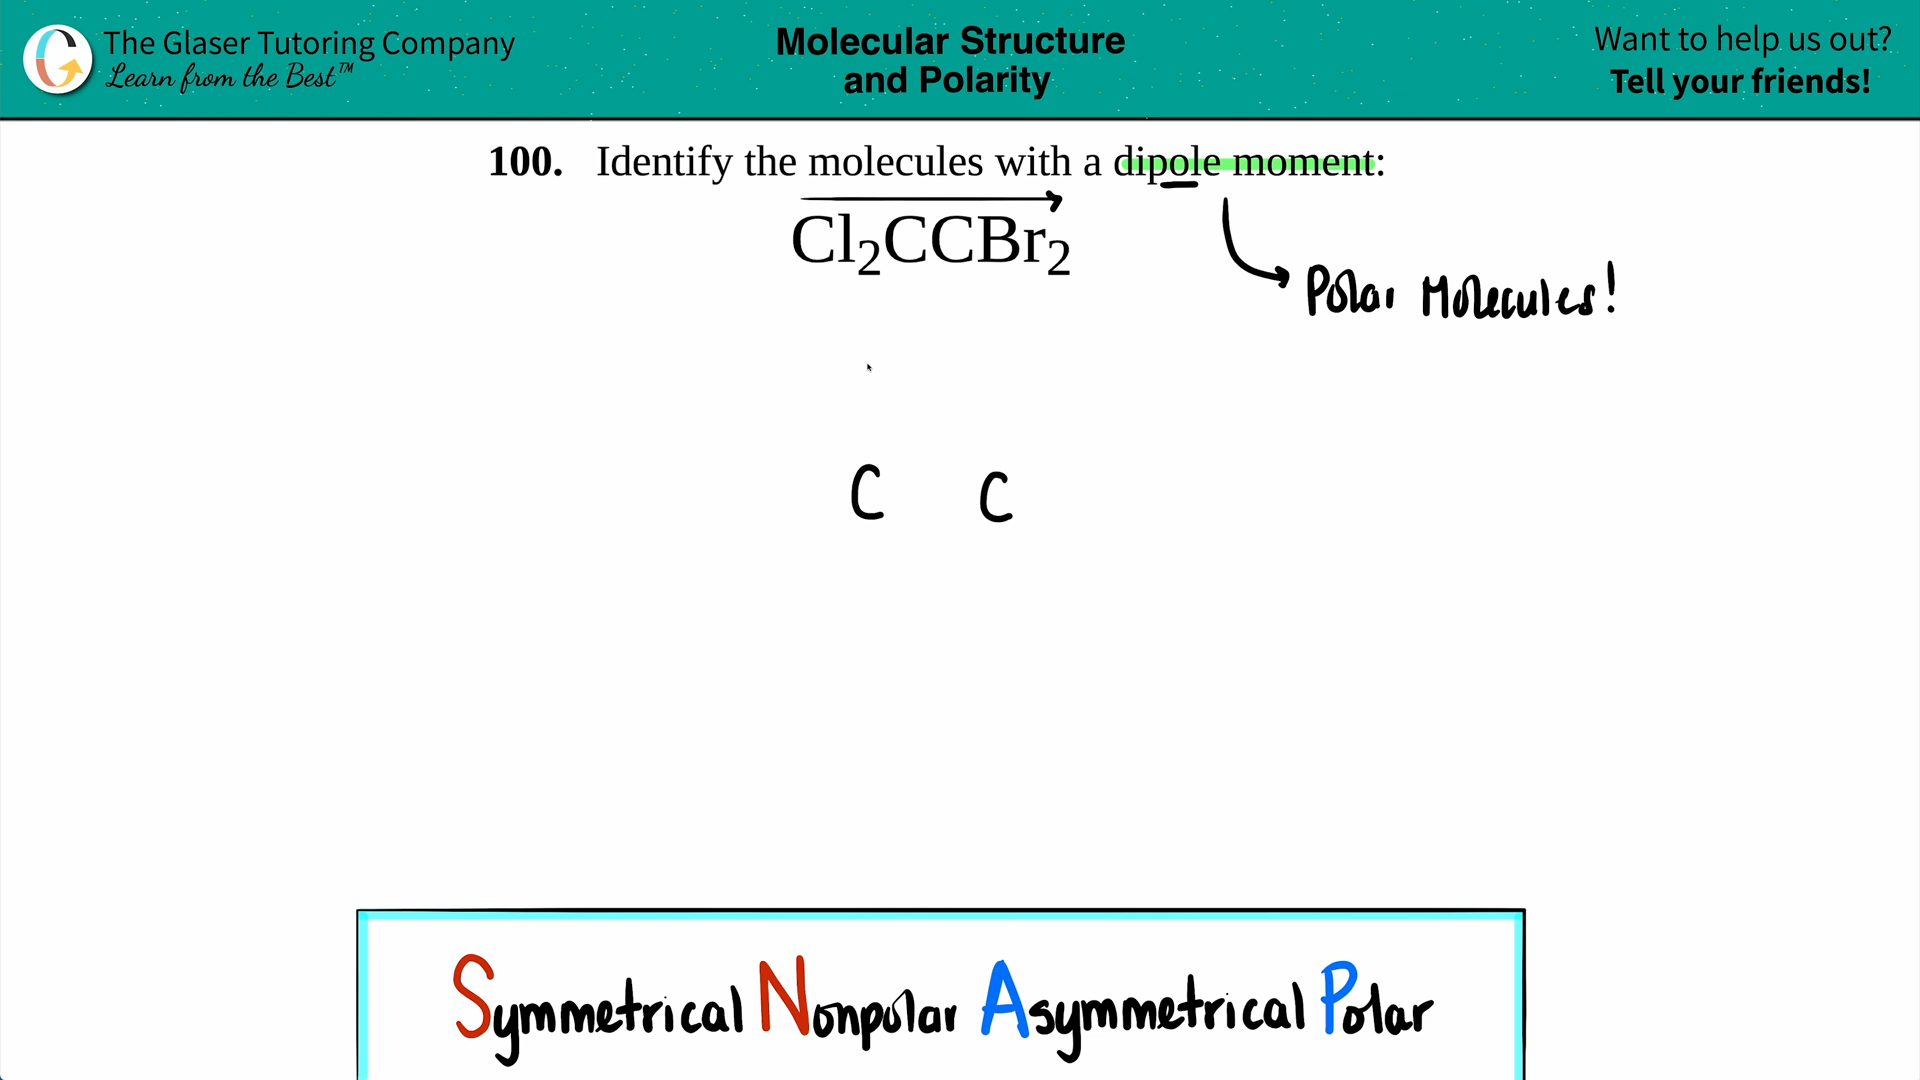 The Glaser Tutoring Company
Learn from the Best™
Molecular Structure
and Polarity
Want to help us out?
Tell your friends!
100. Identify the molecules with a dipole moment:
Cl₂CCBr₂
Polar Molecules!
C C
Symmetrical Nonpolar Asymmetrical Polar